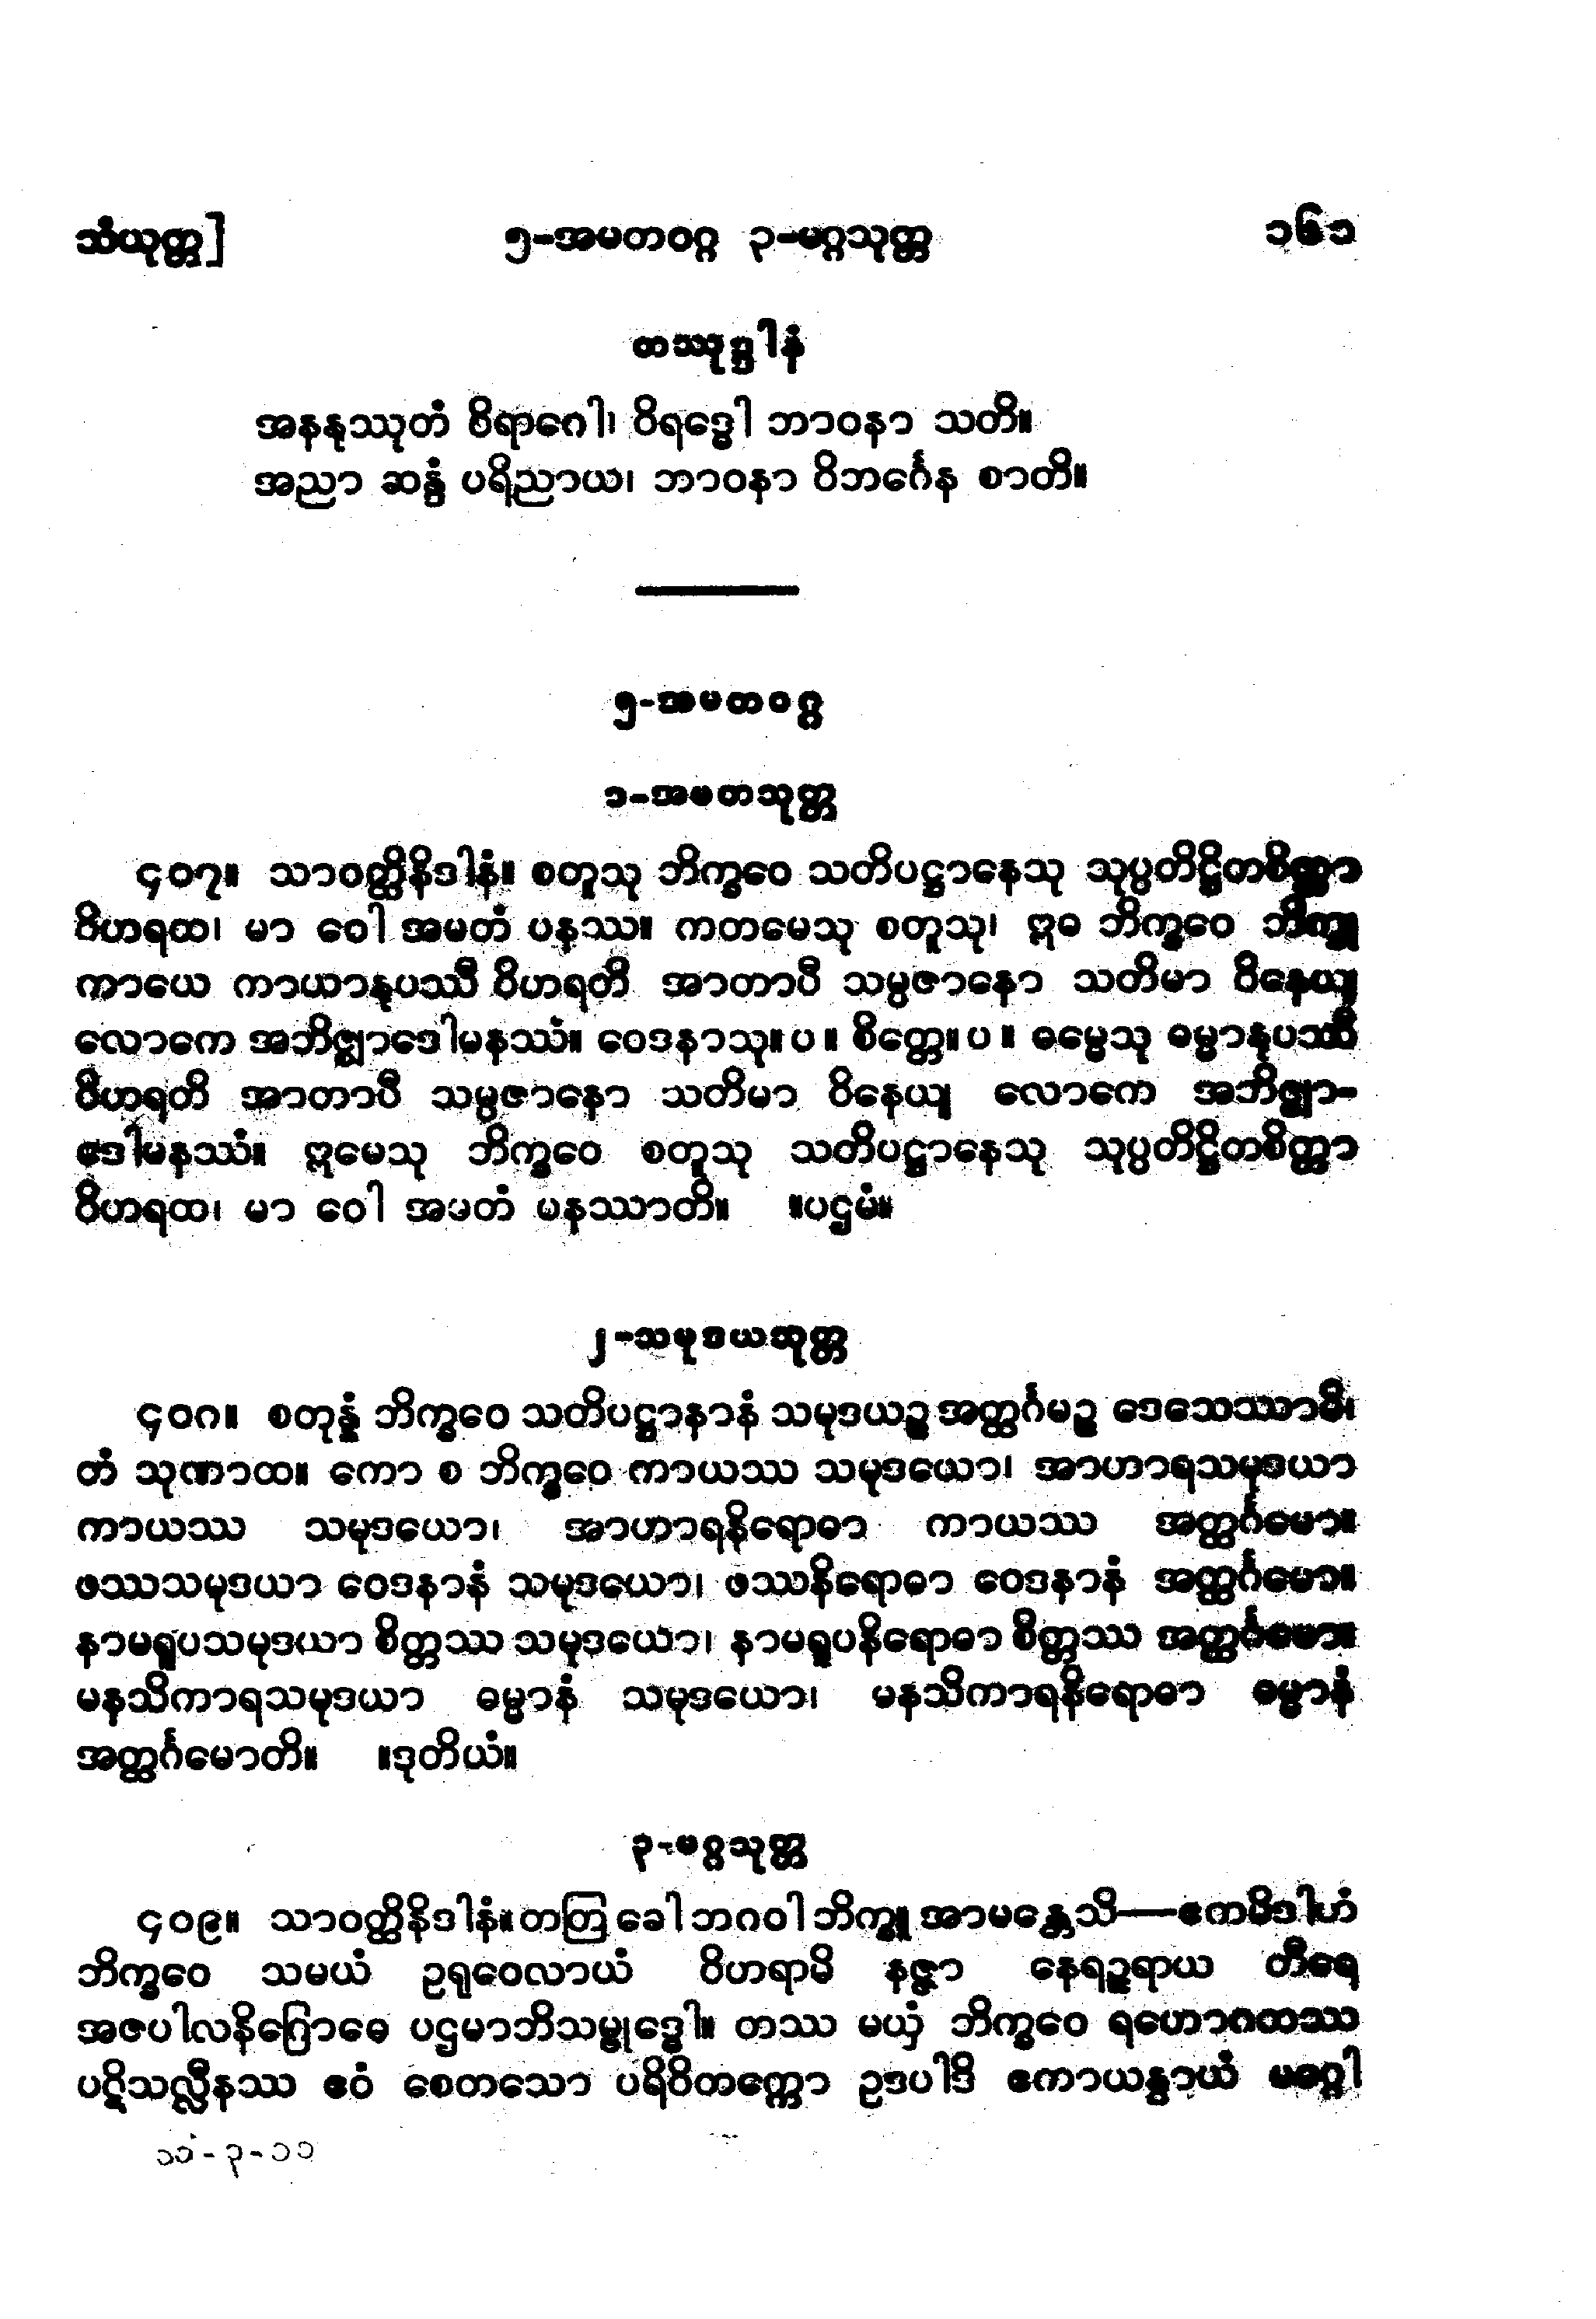 သံယုတ္တ]
၅-အမတဝဂ္ဂ ၃-မဂ္ဂသုတ္တ
၁၆၁
တဿုဒ္ဒါနံ
အနနုဿုတံ ဝိရာဂေါ၊ ဝိရဒ္ဓေါ ဘာဝနာ သတိ။
အညာ ဆန္ဒံ ပရိညာယ၊ ဘာဝနာ ဝိဘင်္ဂေန စာတိ။
၅-အမတဝဂ္ဂ
၁-အမတသုတ္တ
၄၀၇။ သာဝတ္ထိနိဒါနံ။ စတူသု ဘိက္ခဝေ သတိပဋ္ဌာနေသု သုပ္ပတိဋ္ဌိတစိတ္တာ
ဝိဟရထ၊ မာ ဝေါ အမတံ ပနဿ။ ကတမေသု စတူသု၊ ဣဓ ဘိက္ခဝေ ဘိက္ခု
ကာယေ ကာယာနုပဿီ ဝိဟရတိ အာတာပီ သမ္ပဇာနော သတိမာ ဝိနေယျ
လောကေ အဘိဇ္ဈာဒေါမနဿံ။ ဝေဒနာသု။ ပ ။ စိတ္တေ။ ပ ။ ဓမ္မေသု ဓမ္မာနုပဿီ
ဝိဟရတိ အာတာပီ သမ္ပဇာနော သတိမာ ဝိနေယျ လောကေ အဘိဇ္ဈာ-
ဒေါမနဿံ။ ဣမေသု ဘိက္ခဝေ စတူသု သတိပဋ္ဌာနေသု သုပ္ပတိဋ္ဌိတစိတ္တာ
ဝိဟရထ၊ မာ ဝေါ အမတံ မနဿာတိ။ ။ပဌမံ။
၂-သမုဒယသုတ္တ
၄၀ဂ။ စတုန္နံ ဘိက္ခဝေ သတိပဋ္ဌာနာနံ သမုဒယဉ္စ အတ္ထင်္ဂမဉ္စ ဒေသေဿာမိ၊
တံ သုဏာထ။ ကော စ ဘိက္ခဝေ ကာယဿ သမုဒယော၊ အာဟာရသမုဒယာ
ကာယဿ သမုဒယော၊ အာဟာရနိရောဓာ ကာယဿ အတ္ထင်္ဂမော။
ဖဿသမုဒယာ ဝေဒနာနံ သမုဒယော၊ ဖဿနိရောဓာ ဝေဒနာနံ အတ္ထင်္ဂမော။
နာမရူပသမုဒယာ စိတ္တဿ သမုဒယော၊ နာမရူပနိရောဓာ စိတ္တဿ အတ္ထင်္ဂမော။
မနသိကာရသမုဒယာ ဓမ္မာနံ သမုဒယော၊ မနသိကာရနိရောဓာ ဓမ္မာနံ
အတ္ထင်္ဂမောတိ။ ။ဒုတိယံ။
၃-မဂ္ဂသုတ္တ
၄၀၉။ သာဝတ္ထိနိဒါနံ။ တတြ ခေါ ဘဂဝါ ဘိက္ခူ အာမန္တေသိ—ဧကမိဒါဟံ
ဘိက္ခဝေ သမယံ ဥရုဝေလာယံ ဝိဟရာမိ နဇ္ဇာ နေရဉ္ဇရာယ တီရေ
အဇပါလနိဂြောဓေ ပဌမာဘိသမ္ဗုဒ္ဓေါ။ တဿ မယှံ ဘိက္ခဝေ ရဟောဂတဿ
ပဋိသလ္လီနဿ ဧဝံ စေတသော ပရိဝိတက္ကော ဥဒပါဒိ ဧကာယနွာယံ မဂ္ဂေါ
၁၁-၃-၁၁